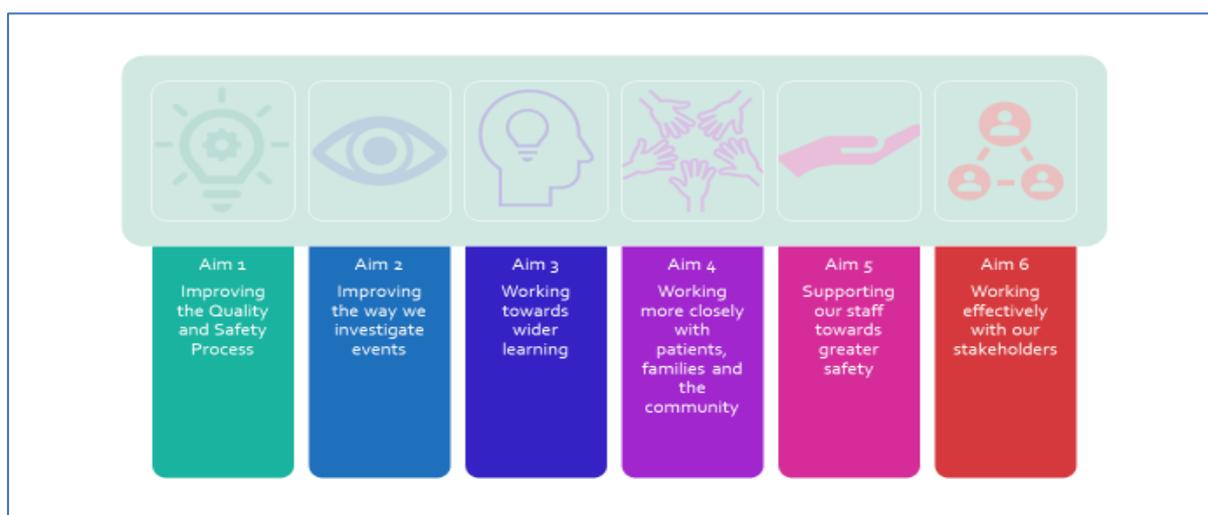 Aim 1
Improving
the Quality
and Safety
Process
Aim 2
Improving
the way we
investigate
events
Aim 3
Working
towards
wider
learning
Aim 4
Working
more closely
with
patients,
families and
the
community
Aim 5
Supporting
our staff
towards
greater
safety
Aim 6
Working
effectively
with our
stakeholders